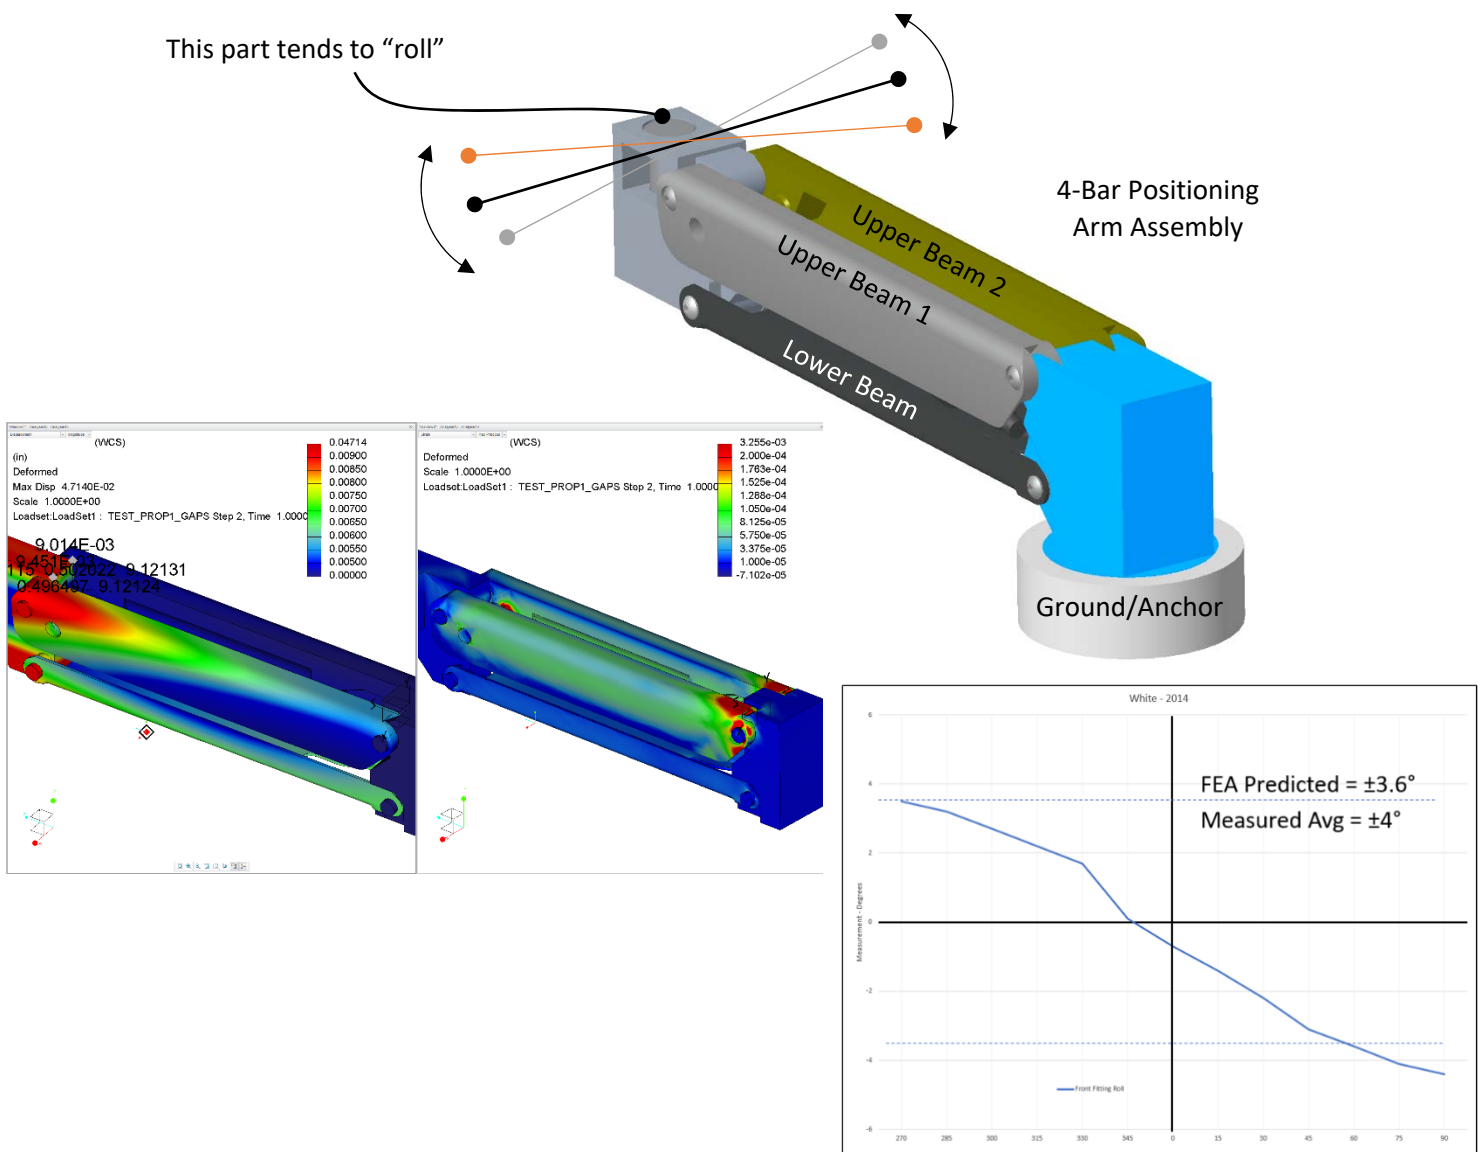 This part tends to “roll”
4-Bar Positioning
Arm Assembly
Upper Beam 2
Upper Beam 1
Lower Beam
Ground/Anchor
(WCS)
(in)
Deformed
Max Disp 4.7140E-02
Scale 1.0000E+00
Loadset:LoadSet1 : TEST_PROP1_GAPS Step 2, Time 1.0000
0.04714
0.00900
0.00850
0.00800
0.00750
0.00700
0.00650
0.00600
0.00550
0.00500
0.00000
9.014E-03
9.12131
9.12124
(WCS)
Deformed
Scale 1.0000E+00
Loadset:LoadSet1 : TEST_PROP1_GAPS Step 2, Time 1.0000
3.255e-03
2.000e-04
1.763e-04
1.525e-04
1.288e-04
1.050e-04
8.125e-05
5.750e-05
3.375e-05
1.000e-05
-7.102e-05
White - 2014
FEA Predicted = ±3.6°
Measured Avg = ±4°
Measurement - Degrees
6
4
2
0
-2
-4
-6
Front Fitting Roll
270 285 300 315 330 345 0 15 30 45 60 75 90